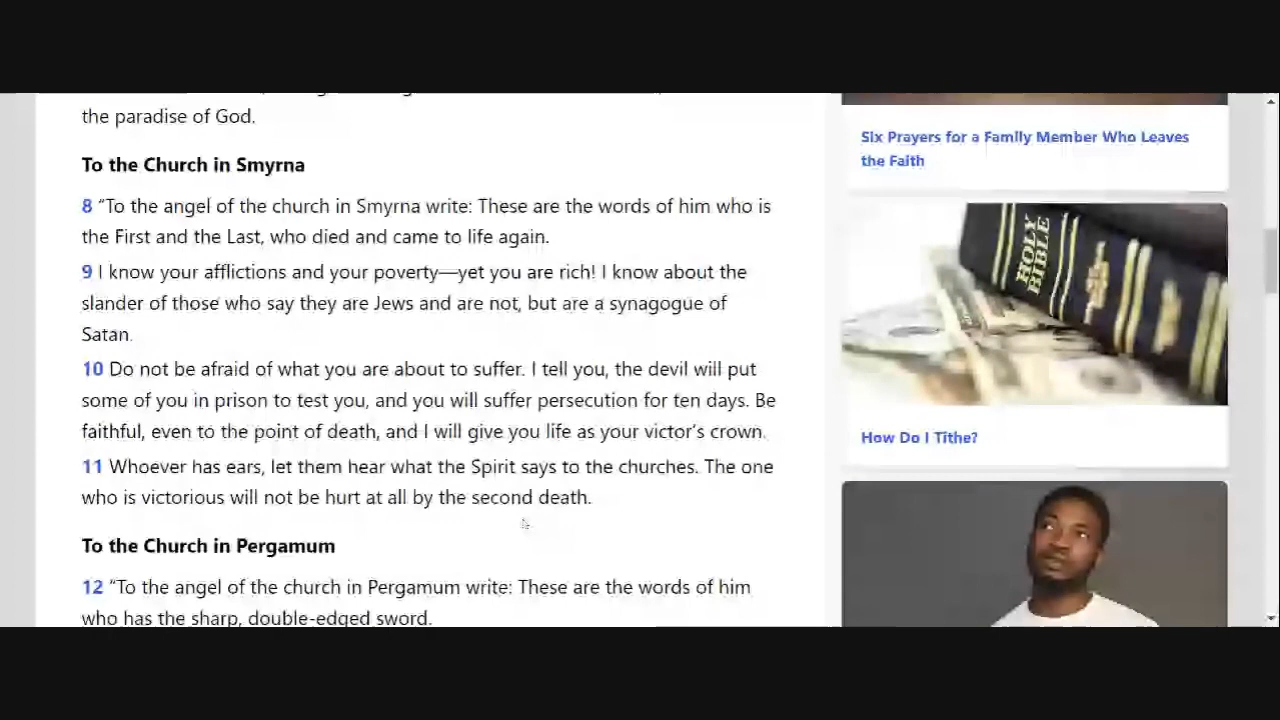 the paradise of God.
To the Church in Smyrna
8 “To the angel of the church in Smyrna write: These are the words of him who is
the First and the Last, who died and came to life again.
9 I know your afflictions and your poverty—yet you are rich! I know about the
slander of those who say they are Jews and are not, but are a synagogue of
Satan.
10 Do not be afraid of what you are about to suffer. I tell you, the devil will put
some of you in prison to test you, and you will suffer persecution for ten days. Be
faithful, even to the point of death, and I will give you life as your victor’s crown.
11 Whoever has ears, let them hear what the Spirit says to the churches. The one
who is victorious will not be hurt at all by the second death.
To the Church in Pergamum
12 “To the angel of the church in Pergamum write: These are the words of him
who has the sharp, double-edged sword.
Six Prayers for a Family Member Who Leaves
the Faith
HOLY
BIBLE
How Do I Tithe?